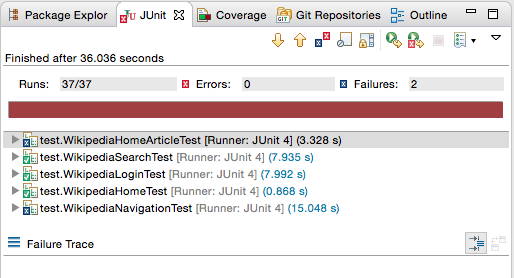 Package Explor JUnit Coverage Git Repositories Outline
Finished after 36.036 seconds
Runs: 37/37 Errors: 0 Failures: 2
test.WikipediaHomeArticleTest [Runner: JUnit 4] (3.328 s)
test.WikipediaSearchTest [Runner: JUnit 4] (7.935 s)
test.WikipediaLoginTest [Runner: JUnit 4] (7.992 s)
test.WikipediaHomeTest [Runner: JUnit 4] (0.868 s)
test.WikipediaNavigationTest [Runner: JUnit 4] (15.048 s)
Failure Trace